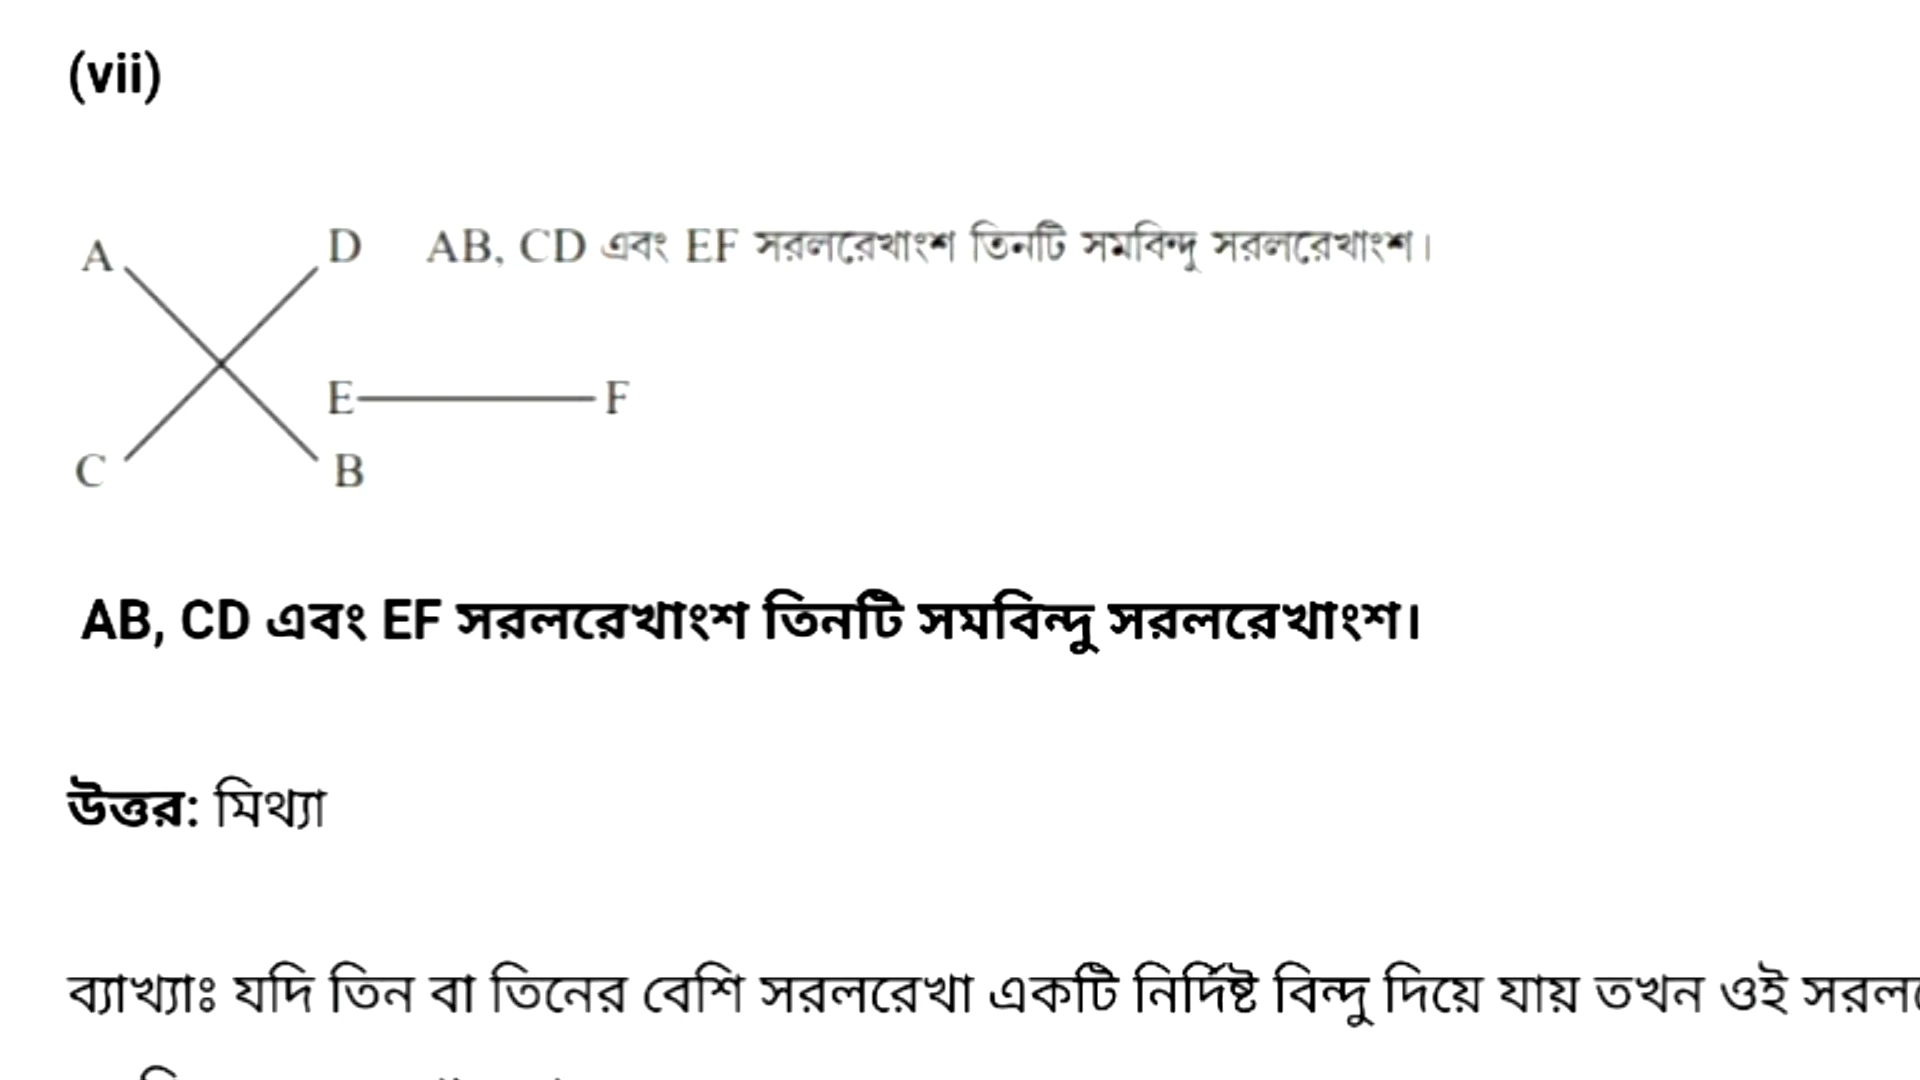 (vii)
A D AB, CD এবং EF সরলরেখাংশ তিনটি সমবিন্দু সরলরেখাংশ।
E F
C B
AB, CD এবং EF সরলরেখাংশ তিনটি সমবিন্দু সরলরেখাংশ।
উত্তর: মিথ্যা
ব্যাখ্যাঃ যদি তিন বা তিনের বেশি সরলরেখা একটি নির্দিষ্ট বিন্দু দিয়ে যায় তখন ওই